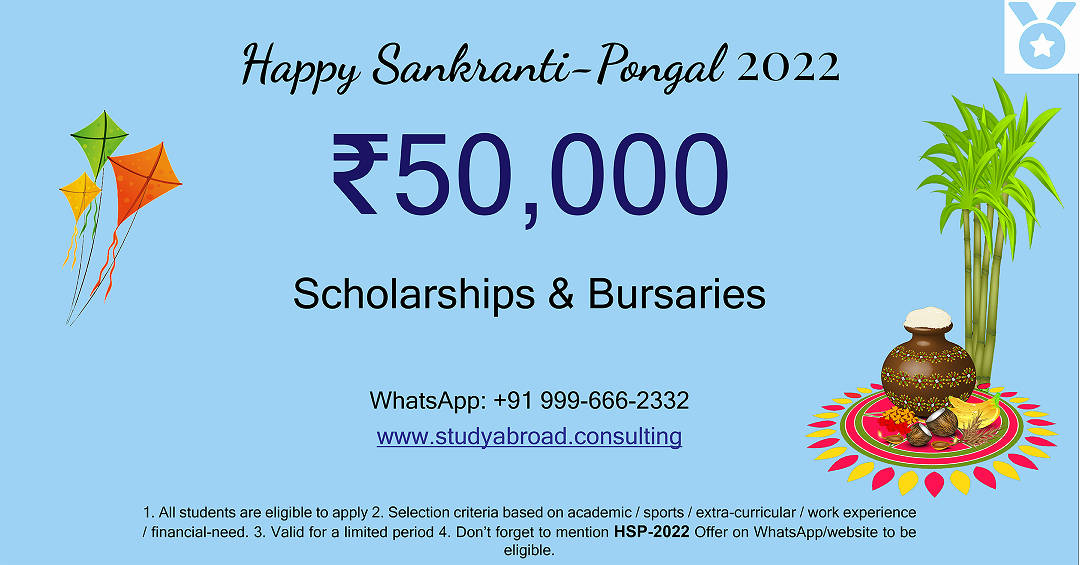 Happy Sankranti-Pongal 2022
₹50,000
Scholarships & Bursaries
WhatsApp: +91 999-666-2332
www.studyabroad.consulting
1. All students are eligible to apply 2. Selection criteria based on academic / sports / extra-curricular / work experience
/ financial-need. 3. Valid for a limited period 4. Don’t forget to mention HSP-2022 Offer on WhatsApp/website to be
eligible.